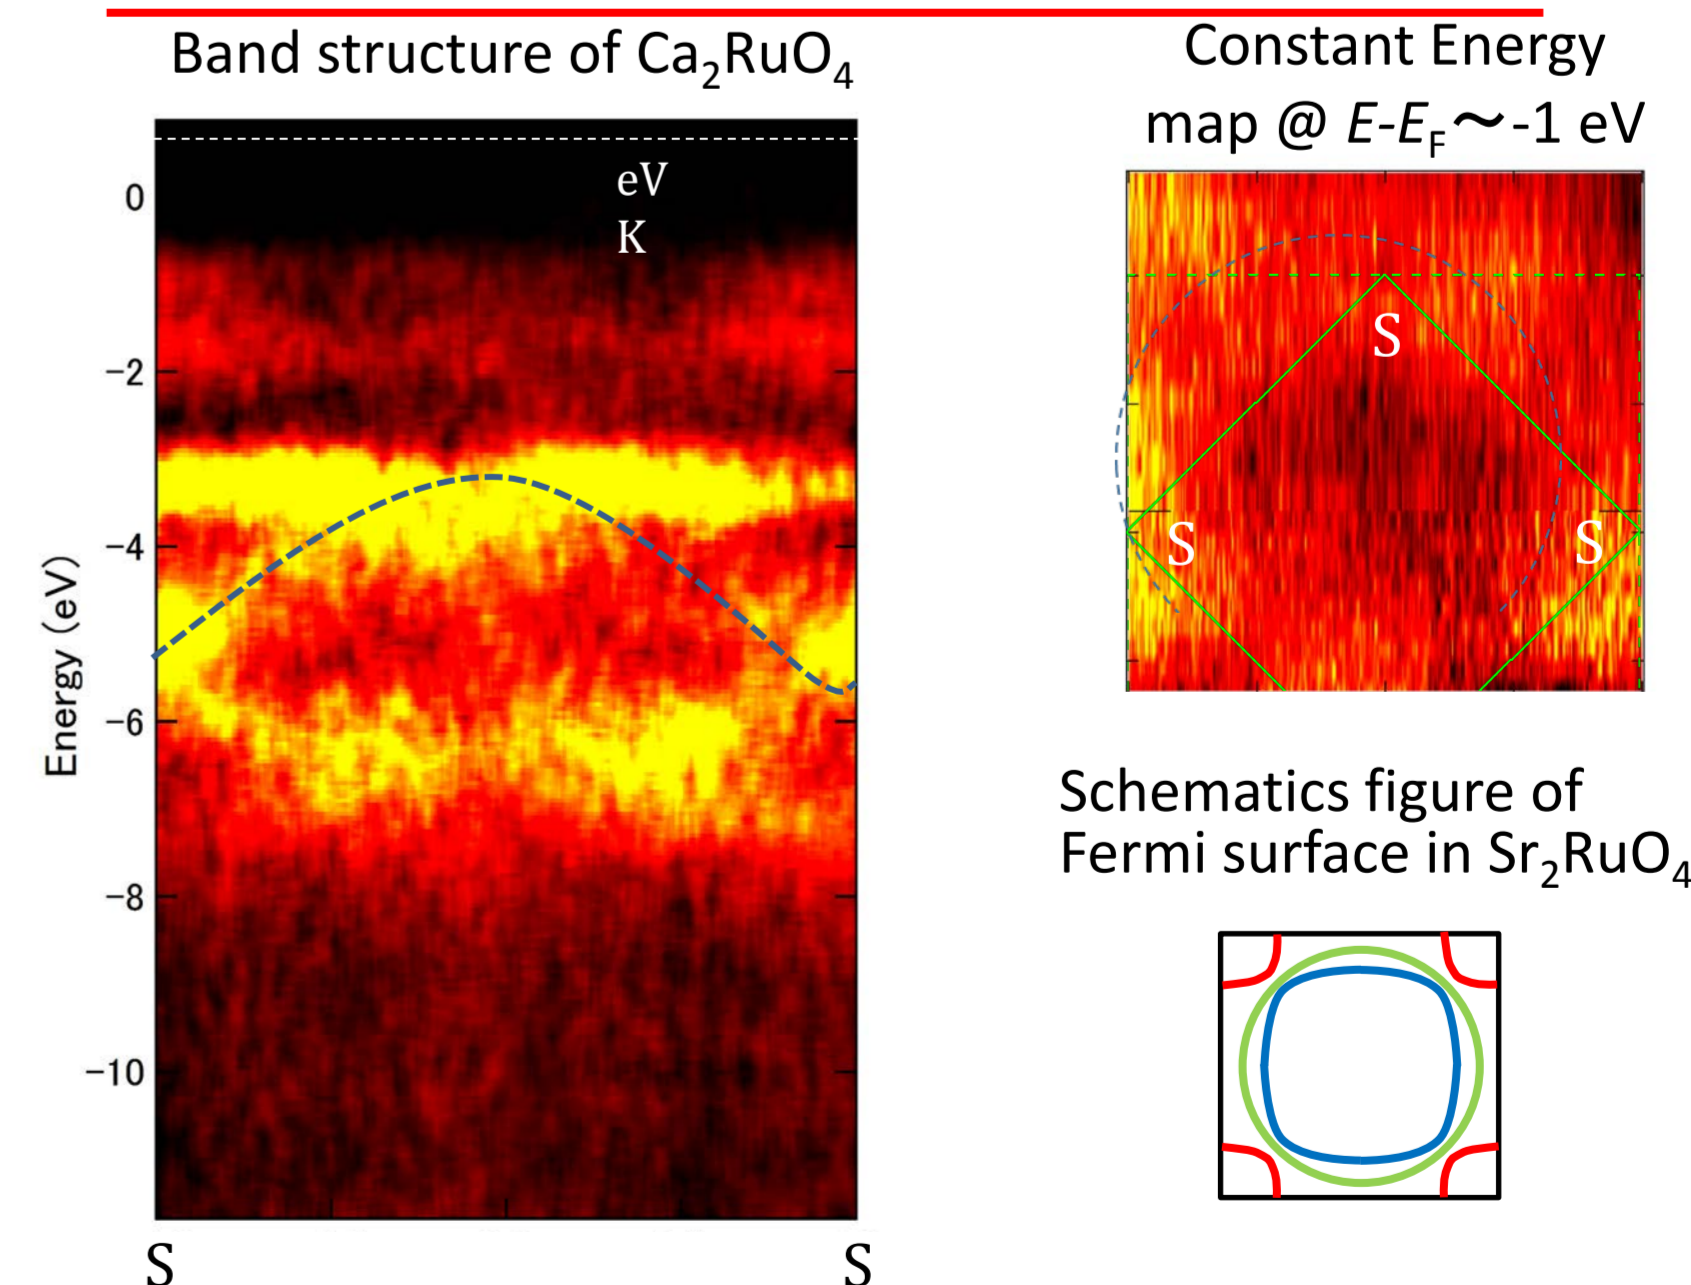 Band structure of Ca₂RuO₄
Constant Energy
map @ E-E_F～-1 eV
eV
K
0
−2
−4
−6
−8
−10
Energy (eV)
S
S
S
S
S
Schematics figure of
Fermi surface in Sr₂RuO₄